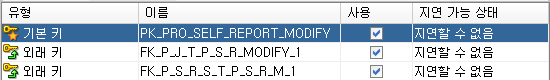 유형 이름 사용 지연 가능 상태
기본 키 PK_PRO_SELF_REPORT_MODIFY 지연할 수 없음
외래 키 FK_P_J_T_P_S_R_MODIFY_1 지연할 수 없음
외래 키 FK_P_S_R_S_T_P_S_R_M_1 지연할 수 없음